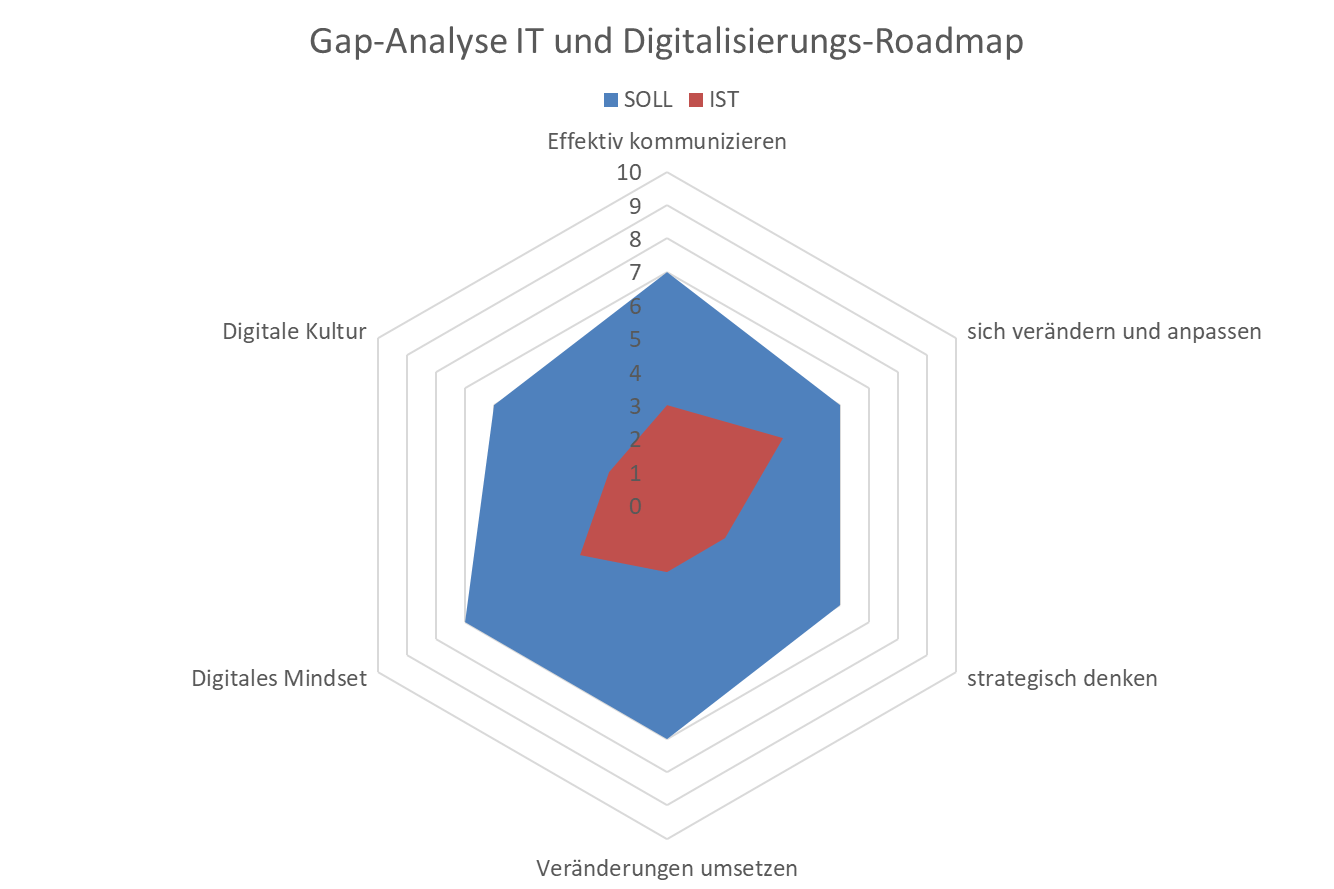 Gap-Analyse IT und Digitalisierungs-Roadmap
SOLL IST
Effektiv kommunizieren
10
9
8
7
6
5
4
3
2
1
0
Digitale Kultur
sich verändern und anpassen
Digitales Mindset
strategisch denken
Veränderungen umsetzen